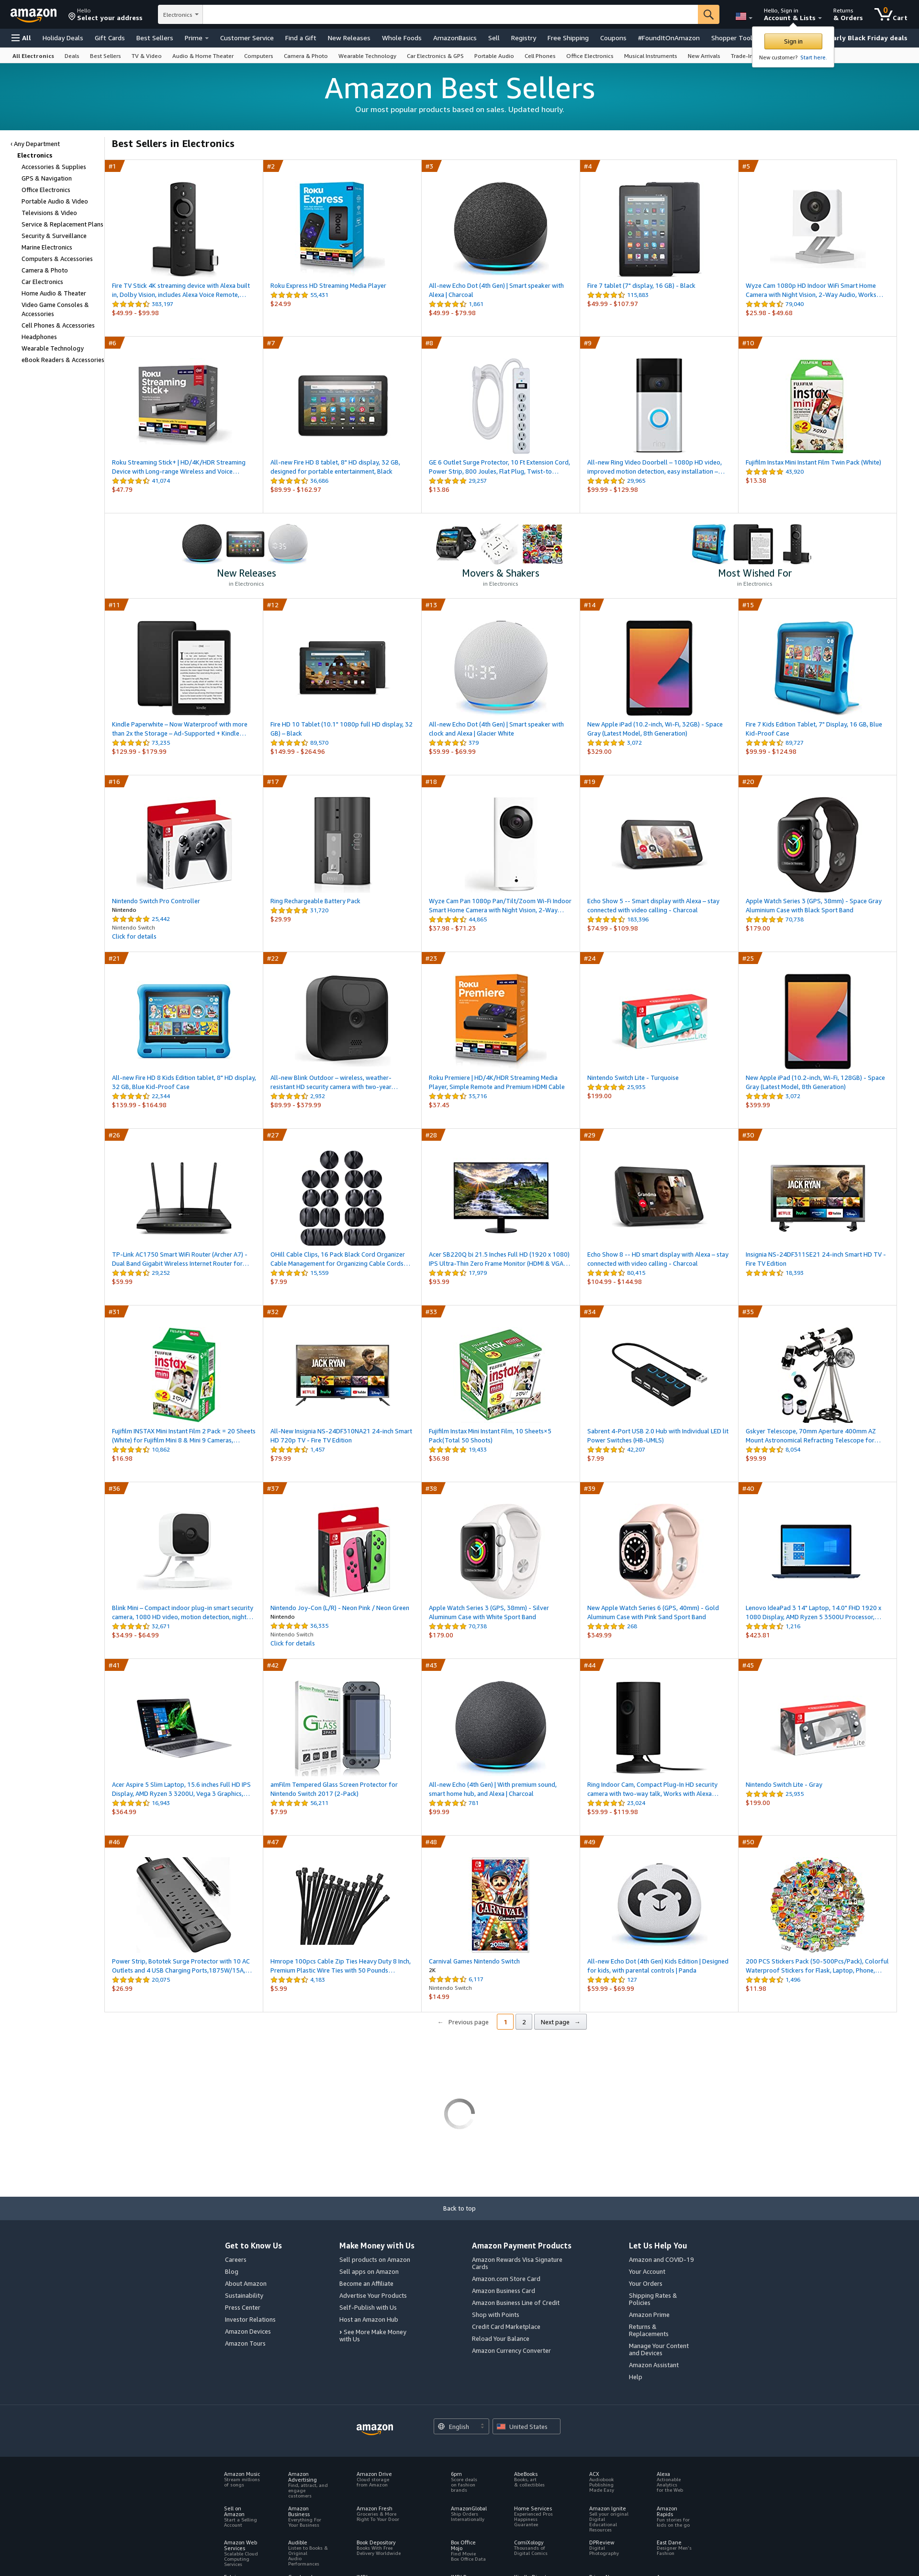 amazon
Hello
Select your address
Electronics
Hello, Sign in
Account & Lists
Returns
& Orders
0
Cart
All
Holiday Deals
Gift Cards
Best Sellers
Prime
Customer Service
Find a Gift
New Releases
Whole Foods
AmazonBasics
Sell
Registry
Free Shipping
Coupons
#FoundItOnAmazon
Shopper Tool
arly Black Friday deals
Sign in
New customer? Start here.
All Electronics
Deals
Best Sellers
TV & Video
Audio & Home Theater
Computers
Camera & Photo
Wearable Technology
Car Electronics & GPS
Portable Audio
Cell Phones
Office Electronics
Musical Instruments
New Arrivals
Trade-In
Amazon Best Sellers
Our most popular products based on sales. Updated hourly.
‹ Any Department
Electronics
Accessories & Supplies
GPS & Navigation
Office Electronics
Portable Audio & Video
Televisions & Video
Service & Replacement Plans
Security & Surveillance
Marine Electronics
Computers & Accessories
Camera & Photo
Car Electronics
Home Audio & Theater
Video Game Consoles &
Accessories
Cell Phones & Accessories
Headphones
Wearable Technology
eBook Readers & Accessories
Best Sellers in Electronics
#1
Fire TV Stick 4K streaming device with Alexa built
in, Dolby Vision, includes Alexa Voice Remote,…
383,197
$49.99 - $99.98
#2
Roku Express HD Streaming Media Player
55,431
$24.99
#3
All-new Echo Dot (4th Gen) | Smart speaker with
Alexa | Charcoal
1,861
$49.99 - $79.98
#4
Fire 7 tablet (7" display, 16 GB) - Black
115,883
$49.99 - $107.97
#5
Wyze Cam 1080p HD Indoor WiFi Smart Home
Camera with Night Vision, 2-Way Audio, Works…
79,040
$25.98 - $49.68
#6
Roku Streaming Stick+ | HD/4K/HDR Streaming
Device with Long-range Wireless and Voice…
41,074
$47.79
#7
All-new Fire HD 8 tablet, 8" HD display, 32 GB,
designed for portable entertainment, Black
36,686
$89.99 - $162.97
#8
GE 6 Outlet Surge Protector, 10 Ft Extension Cord,
Power Strip, 800 Joules, Flat Plug, Twist-to…
29,257
$13.86
#9
All-new Ring Video Doorbell – 1080p HD video,
improved motion detection, easy installation –…
29,965
$99.99 - $129.98
#10
Fujifilm Instax Mini Instant Film Twin Pack (White)
43,920
$13.38
New Releases
in Electronics
Movers & Shakers
in Electronics
Most Wished For
in Electronics
#11
Kindle Paperwhite – Now Waterproof with more
than 2x the Storage – Ad-Supported + Kindle…
73,235
$129.99 - $179.99
#12
Fire HD 10 Tablet (10.1" 1080p full HD display, 32
GB) – Black
89,570
$149.99 - $264.96
#13
All-new Echo Dot (4th Gen) | Smart speaker with
clock and Alexa | Glacier White
379
$59.99 - $69.99
#14
New Apple iPad (10.2-inch, Wi-Fi, 32GB) - Space
Gray (Latest Model, 8th Generation)
3,072
$329.00
#15
Fire 7 Kids Edition Tablet, 7" Display, 16 GB, Blue
Kid-Proof Case
89,727
$99.99 - $124.98
#16
Nintendo Switch Pro Controller
Nintendo
25,442
Nintendo Switch
Click for details
#17
Ring Rechargeable Battery Pack
31,720
$29.99
#18
Wyze Cam Pan 1080p Pan/Tilt/Zoom Wi-Fi Indoor
Smart Home Camera with Night Vision, 2-Way…
44,865
$37.98 - $71.23
#19
Echo Show 5 -- Smart display with Alexa – stay
connected with video calling - Charcoal
183,396
$74.99 - $109.98
#20
Apple Watch Series 3 (GPS, 38mm) - Space Gray
Aluminium Case with Black Sport Band
70,738
$179.00
#21
All-new Fire HD 8 Kids Edition tablet, 8" HD display,
32 GB, Blue Kid-Proof Case
22,344
$139.99 - $164.98
#22
All-new Blink Outdoor – wireless, weather-
resistant HD security camera with two-year…
2,932
$89.99 - $379.99
#23
Roku Premiere | HD/4K/HDR Streaming Media
Player, Simple Remote and Premium HDMI Cable
35,716
$37.45
#24
Nintendo Switch Lite - Turquoise
25,935
$199.00
#25
New Apple iPad (10.2-inch, Wi-Fi, 128GB) - Space
Gray (Latest Model, 8th Generation)
3,072
$399.99
#26
TP-Link AC1750 Smart WiFi Router (Archer A7) -
Dual Band Gigabit Wireless Internet Router for…
29,252
$59.99
#27
OHill Cable Clips, 16 Pack Black Cord Organizer
Cable Management for Organizing Cable Cords…
15,559
$7.99
#28
Acer SB220Q bi 21.5 Inches Full HD (1920 x 1080)
IPS Ultra-Thin Zero Frame Monitor (HDMI & VGA…
17,979
$93.99
#29
Echo Show 8 -- HD smart display with Alexa – stay
connected with video calling - Charcoal
80,415
$104.99 - $144.98
#30
Insignia NS-24DF311SE21 24-inch Smart HD TV -
Fire TV Edition
18,393
#31
Fujifilm INSTAX Mini Instant Film 2 Pack = 20 Sheets
(White) for Fujifilm Mini 8 & Mini 9 Cameras,…
10,862
$16.98
#32
All-New Insignia NS-24DF310NA21 24-inch Smart
HD 720p TV - Fire TV Edition
1,457
$79.99
#33
Fujifilm Instax Mini Instant Film, 10 Sheets×5
Pack(Total 50 Shoots)
19,433
$36.98
#34
Sabrent 4-Port USB 2.0 Hub with Individual LED lit
Power Switches (HB-UMLS)
42,207
$7.99
#35
Gskyer Telescope, 70mm Aperture 400mm AZ
Mount Astronomical Refracting Telescope for…
8,054
$99.99
#36
Blink Mini – Compact indoor plug-in smart security
camera, 1080 HD video, motion detection, night…
32,671
$34.99 - $64.99
#37
Nintendo Joy-Con (L/R) - Neon Pink / Neon Green
Nintendo
36,335
Nintendo Switch
Click for details
#38
Apple Watch Series 3 (GPS, 38mm) - Silver
Aluminum Case with White Sport Band
70,738
$179.00
#39
New Apple Watch Series 6 (GPS, 40mm) - Gold
Aluminum Case with Pink Sand Sport Band
268
$349.99
#40
Lenovo IdeaPad 3 14" Laptop, 14.0" FHD 1920 x
1080 Display, AMD Ryzen 5 3500U Processor,…
1,216
$423.81
#41
Acer Aspire 5 Slim Laptop, 15.6 inches Full HD IPS
Display, AMD Ryzen 3 3200U, Vega 3 Graphics,…
16,943
$364.99
#42
amFilm Tempered Glass Screen Protector for
Nintendo Switch 2017 (2-Pack)
56,211
$7.99
#43
All-new Echo (4th Gen) | With premium sound,
smart home hub, and Alexa | Charcoal
781
$99.99
#44
Ring Indoor Cam, Compact Plug-In HD security
camera with two-way talk, Works with Alexa…
23,024
$59.99 - $119.98
#45
Nintendo Switch Lite - Gray
25,935
$199.00
#46
Power Strip, Bototek Surge Protector with 10 AC
Outlets and 4 USB Charging Ports,1875W/15A,…
20,075
$26.99
#47
Hmrope 100pcs Cable Zip Ties Heavy Duty 8 Inch,
Premium Plastic Wire Ties with 50 Pounds…
4,183
$5.99
#48
Carnival Games Nintendo Switch
2K
6,117
Nintendo Switch
$14.99
#49
All-new Echo Dot (4th Gen) Kids Edition | Designed
for kids, with parental controls | Panda
127
$59.99 - $69.99
#50
200 PCS Stickers Pack (50-500Pcs/Pack), Colorful
Waterproof Stickers for Flask, Laptop, Phone,…
1,496
$11.98
← Previous page
1
2
Next page →
Back to top
Get to Know Us
Careers
Blog
About Amazon
Sustainability
Press Center
Investor Relations
Amazon Devices
Amazon Tours
Make Money with Us
Sell products on Amazon
Sell apps on Amazon
Become an Affiliate
Advertise Your Products
Self-Publish with Us
Host an Amazon Hub
› See More Make Money
with Us
Amazon Payment Products
Amazon Rewards Visa Signature
Cards
Amazon.com Store Card
Amazon Business Card
Amazon Business Line of Credit
Shop with Points
Credit Card Marketplace
Reload Your Balance
Amazon Currency Converter
Let Us Help You
Amazon and COVID-19
Your Account
Your Orders
Shipping Rates &
Policies
Amazon Prime
Returns &
Replacements
Manage Your Content
and Devices
Amazon Assistant
Help
amazon
English
United States
Amazon Music
Stream millions
of songs
Amazon
Advertising
Find, attract, and
engage
customers
Amazon Drive
Cloud storage
from Amazon
6pm
Score deals
on fashion
brands
AbeBooks
Books, art
& collectibles
ACX
Audiobook
Publishing
Made Easy
Alexa
Actionable
Analytics
for the Web
Sell on
Amazon
Start a Selling
Account
Amazon
Business
Everything For
Your Business
Amazon Fresh
Groceries & More
Right To Your Door
AmazonGlobal
Ship Orders
Internationally
Home Services
Experienced Pros
Happiness
Guarantee
Amazon Ignite
Sell your original
Digital
Educational
Resources
Amazon
Rapids
Fun stories for
kids on the go
Amazon Web
Services
Scalable Cloud
Computing
Services
Audible
Listen to Books &
Original
Audio
Performances
Book Depository
Books With Free
Delivery Worldwide
Box Office
Mojo
Find Movie
Box Office Data
ComiXology
Thousands of
Digital Comics
DPReview
Digital
Photography
East Dane
Designer Men's
Fashion